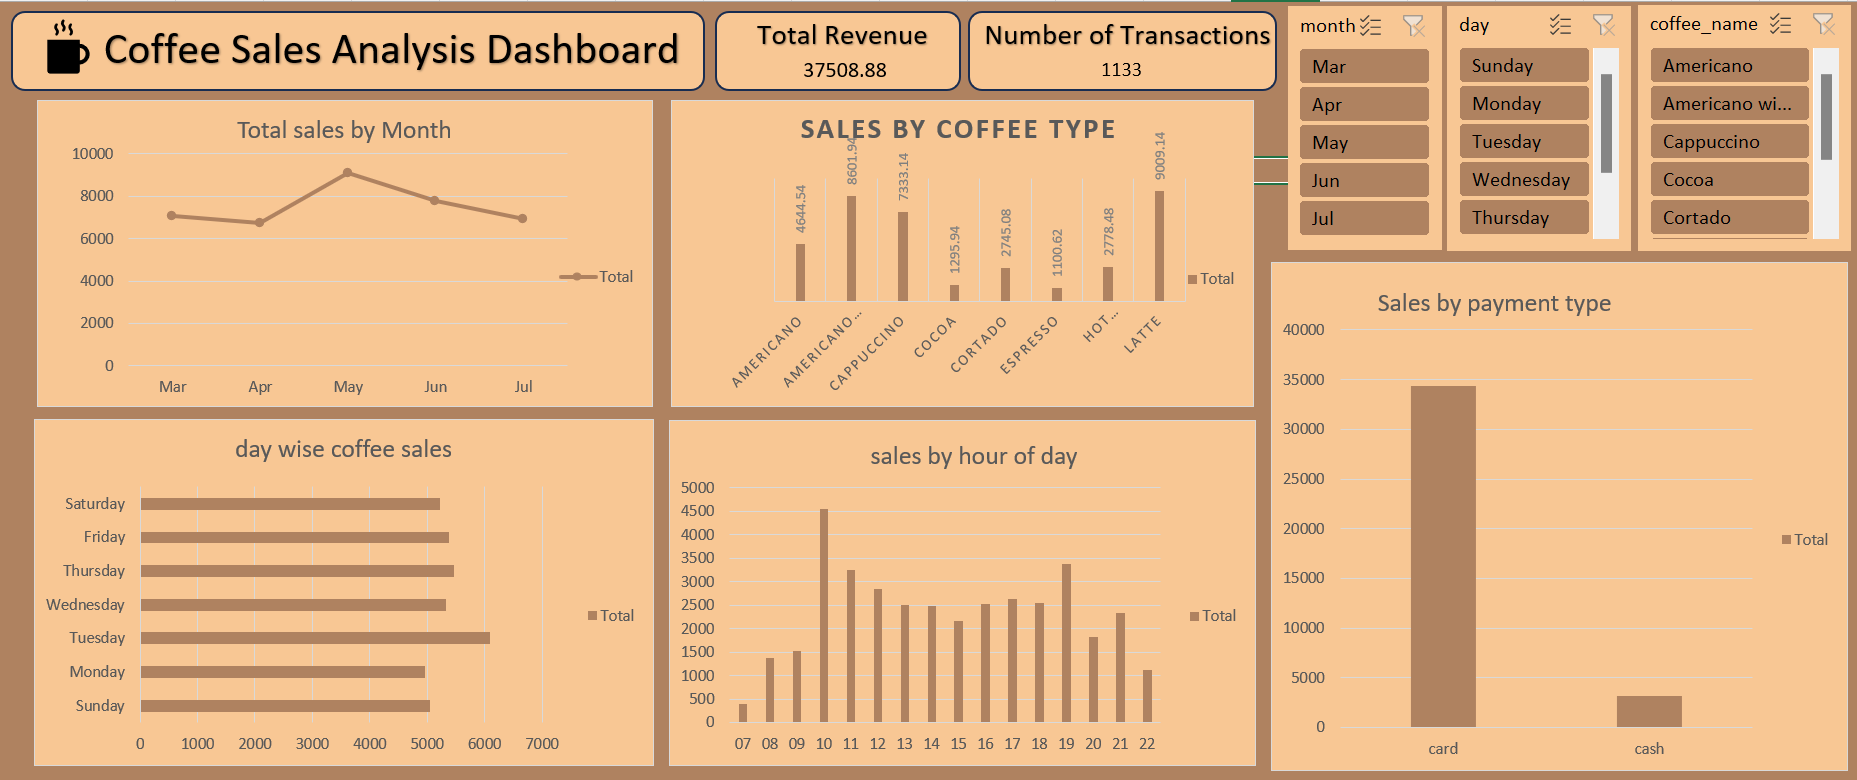 Coffee Sales Analysis Dashboard
Total Revenue
37508.88
Number of Transactions
1133
month
Mar
Apr
May
Jun
Jul
day
Sunday
Monday
Tuesday
Wednesday
Thursday
coffee_name
Americano
Americano wi...
Cappuccino
Cocoa
Cortado
Total sales by Month
10000
8000
6000
4000
2000
0
Mar Apr May Jun Jul
Total
SALES BY COFFEE TYPE
4644.54
8601.94
7333.14
1295.94
2745.08
1100.62
2778.48
9009.14
AMERICANO
AMERICANO...
CAPPUCCINO
COCOA
CORTADO
ESPRESSO
HOT...
LATTE
Total
day wise coffee sales
Saturday
Friday
Thursday
Wednesday
Tuesday
Monday
Sunday
0 1000 2000 3000 4000 5000 6000 7000
Total
sales by hour of day
5000
4500
4000
3500
3000
2500
2000
1500
1000
500
0
07 08 09 10 11 12 13 14 15 16 17 18 19 20 21 22
Total
Sales by payment type
40000
35000
30000
25000
20000
15000
10000
5000
0
card cash
Total